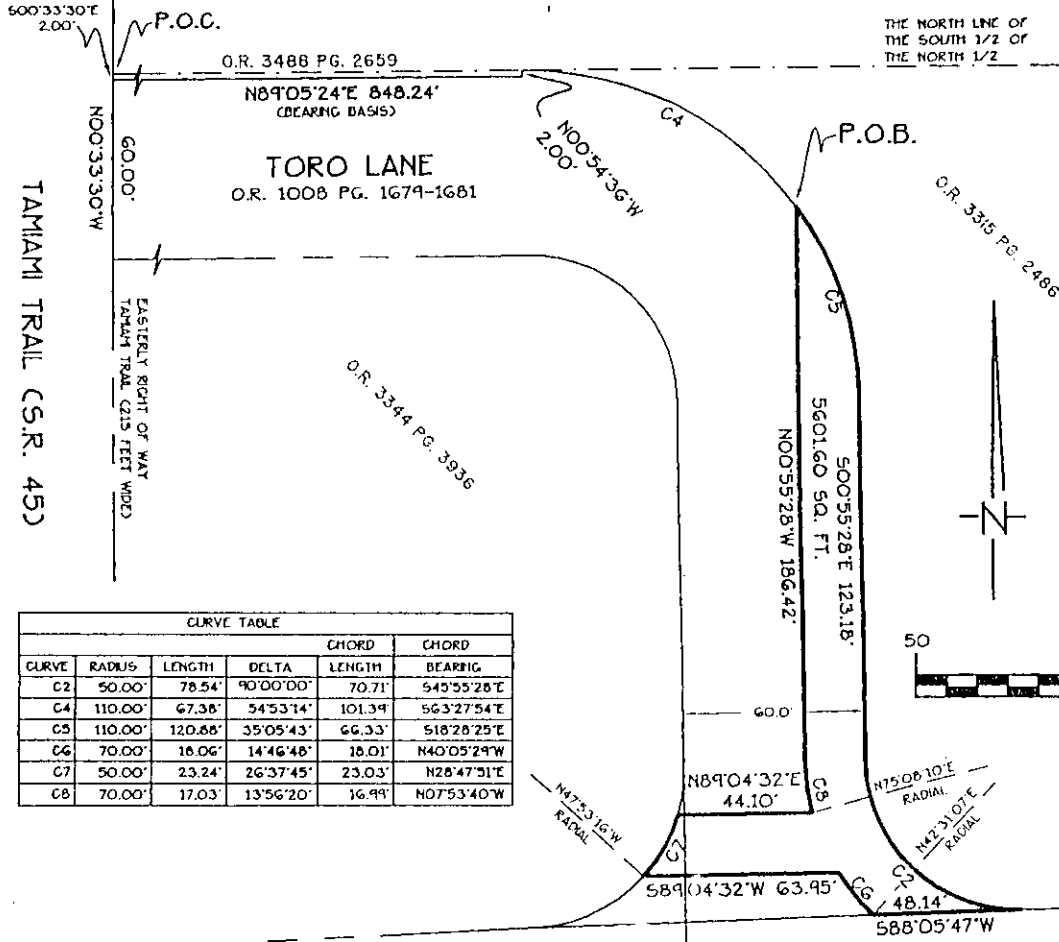 S00°33'30"E
2.00'
P.O.C.
THE NORTH LINE OF
THE SOUTH 1/2 OF
THE NORTH 1/2
O.R. 3488 PG. 2659
N89°05'24"E 848.24'
(BEARING BASIS)
C4
P.O.B.
N00°54'36"W
2.00'
60.00'
N00°33'30"W
TORO LANE
O.R. 1008 PG. 1679-1681
O.R. 3315 PG. 2486
TAMIAMI TRAIL (S.R. 45)
EASTERLY RIGHT OF WAY
TAMIAMI TRAIL (215 FEET WIDE)
C5
O.R. 3344 PG. 3936
S00°55'28"E 123.18'
5601.60 SQ. FT.
N00°55'28"W 186.42'
N
50
CURVE TABLE
CURVE RADIUS LENGTH DELTA CHORD LENGTH CHORD BEARING
C2 50.00' 78.54' 90°00'00" 70.71' S45°55'28"E
C4 110.00' 67.38' 54°53'14" 101.39' S63°27'54"E
C5 110.00' 120.88' 35°05'43" 66.33' S18°28'25"E
C6 70.00' 18.06' 14°46'48" 18.01' N40°05'29"W
C7 50.00' 23.24' 26°37'45" 23.03' N28°47'51"E
C8 70.00' 17.03' 13°56'20" 16.99' N07°53'40"W
60.0'
N89°04'32"E
44.10'
C8
N75°08'10"E
RADIAL
N47°53'16"W
RADIAL
N42°31'07"E
RADIAL
C7
S89°04'32"W 63.95'
C6
C2
48.14'
S88°05'47"W